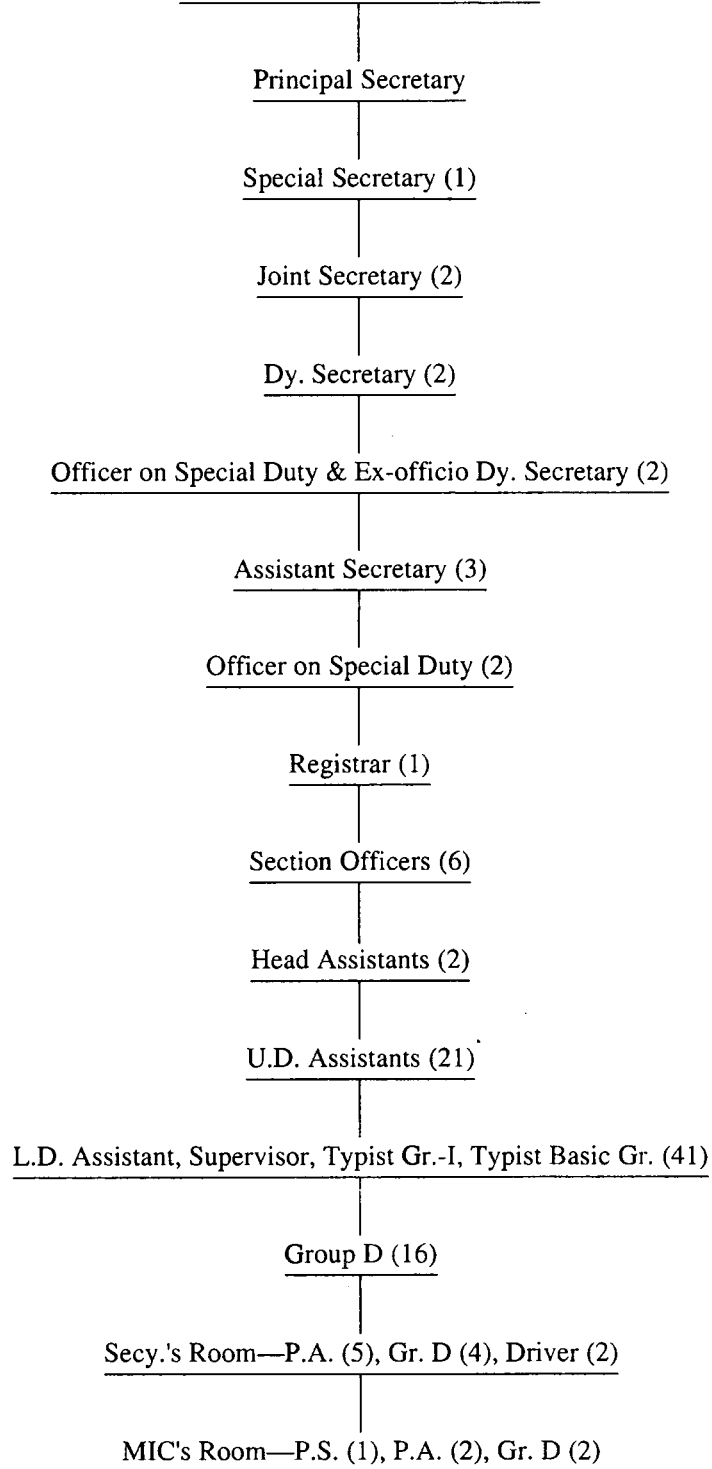 Principal Secretary
Special Secretary (1)
Joint Secretary (2)
Dy. Secretary (2)
Officer on Special Duty & Ex-officio Dy. Secretary (2)
Assistant Secretary (3)
Officer on Special Duty (2)
Registrar (1)
Section Officers (6)
Head Assistants (2)
U.D. Assistants (21)
L.D. Assistant, Supervisor, Typist Gr.-I, Typist Basic Gr. (41)
Group D (16)
Secy.'s Room—P.A. (5), Gr. D (4), Driver (2)
MIC's Room—P.S. (1), P.A. (2), Gr. D (2)